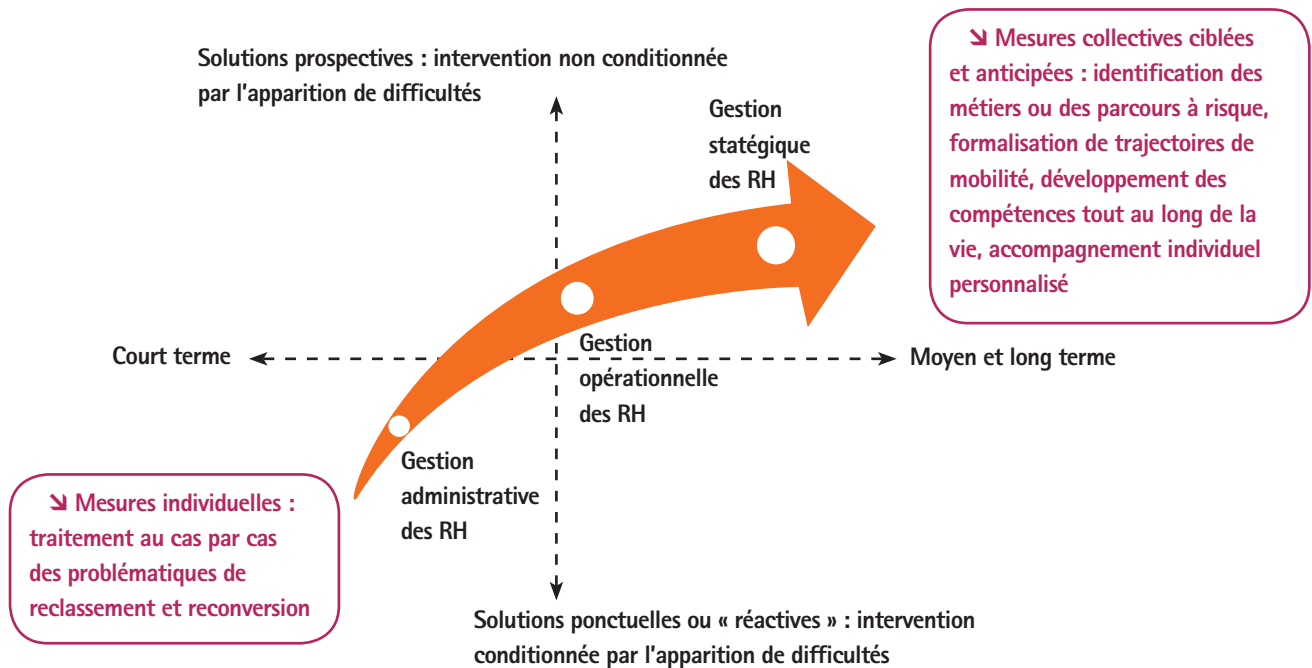 Solutions prospectives : intervention non conditionnée
par l'apparition de difficultés
➘ Mesures collectives ciblées
et anticipées : identification des
métiers ou des parcours à risque,
formalisation de trajectoires de
mobilité, développement des
compétences tout au long de la
vie, accompagnement individuel
personnalisé
Gestion
statégique
des RH
Court terme
Gestion
opérationnelle
des RH
Moyen et long terme
Gestion
administrative
des RH
➘ Mesures individuelles :
traitement au cas par cas
des problématiques de
reclassement et reconversion
Solutions ponctuelles ou « réactives » : intervention
conditionnée par l'apparition de difficultés